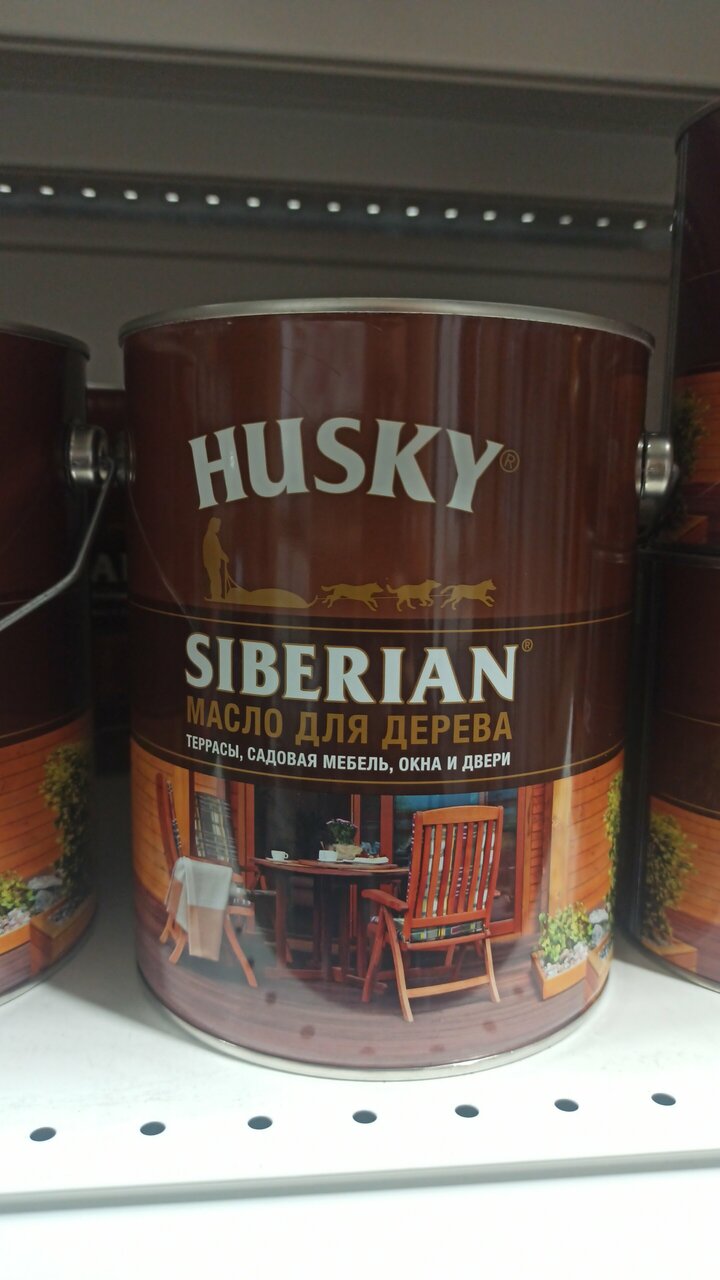 HUSKY®
SIBERIAN®
МАСЛО ДЛЯ ДЕРЕВА
ТЕРРАСЫ, САДОВАЯ МЕБЕЛЬ, ОКНА И ДВЕРИ